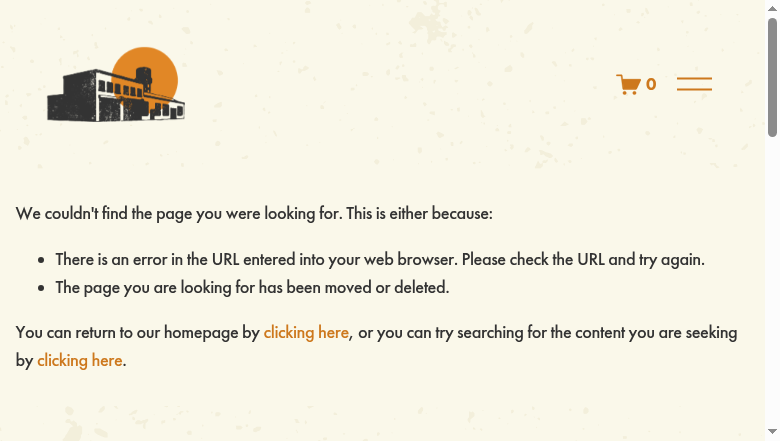 0
We couldn't find the page you were looking for. This is either because:
There is an error in the URL entered into your web browser. Please check the URL and try again.
The page you are looking for has been moved or deleted.
You can return to our homepage by clicking here, or you can try searching for the content you are seeking
by clicking here.